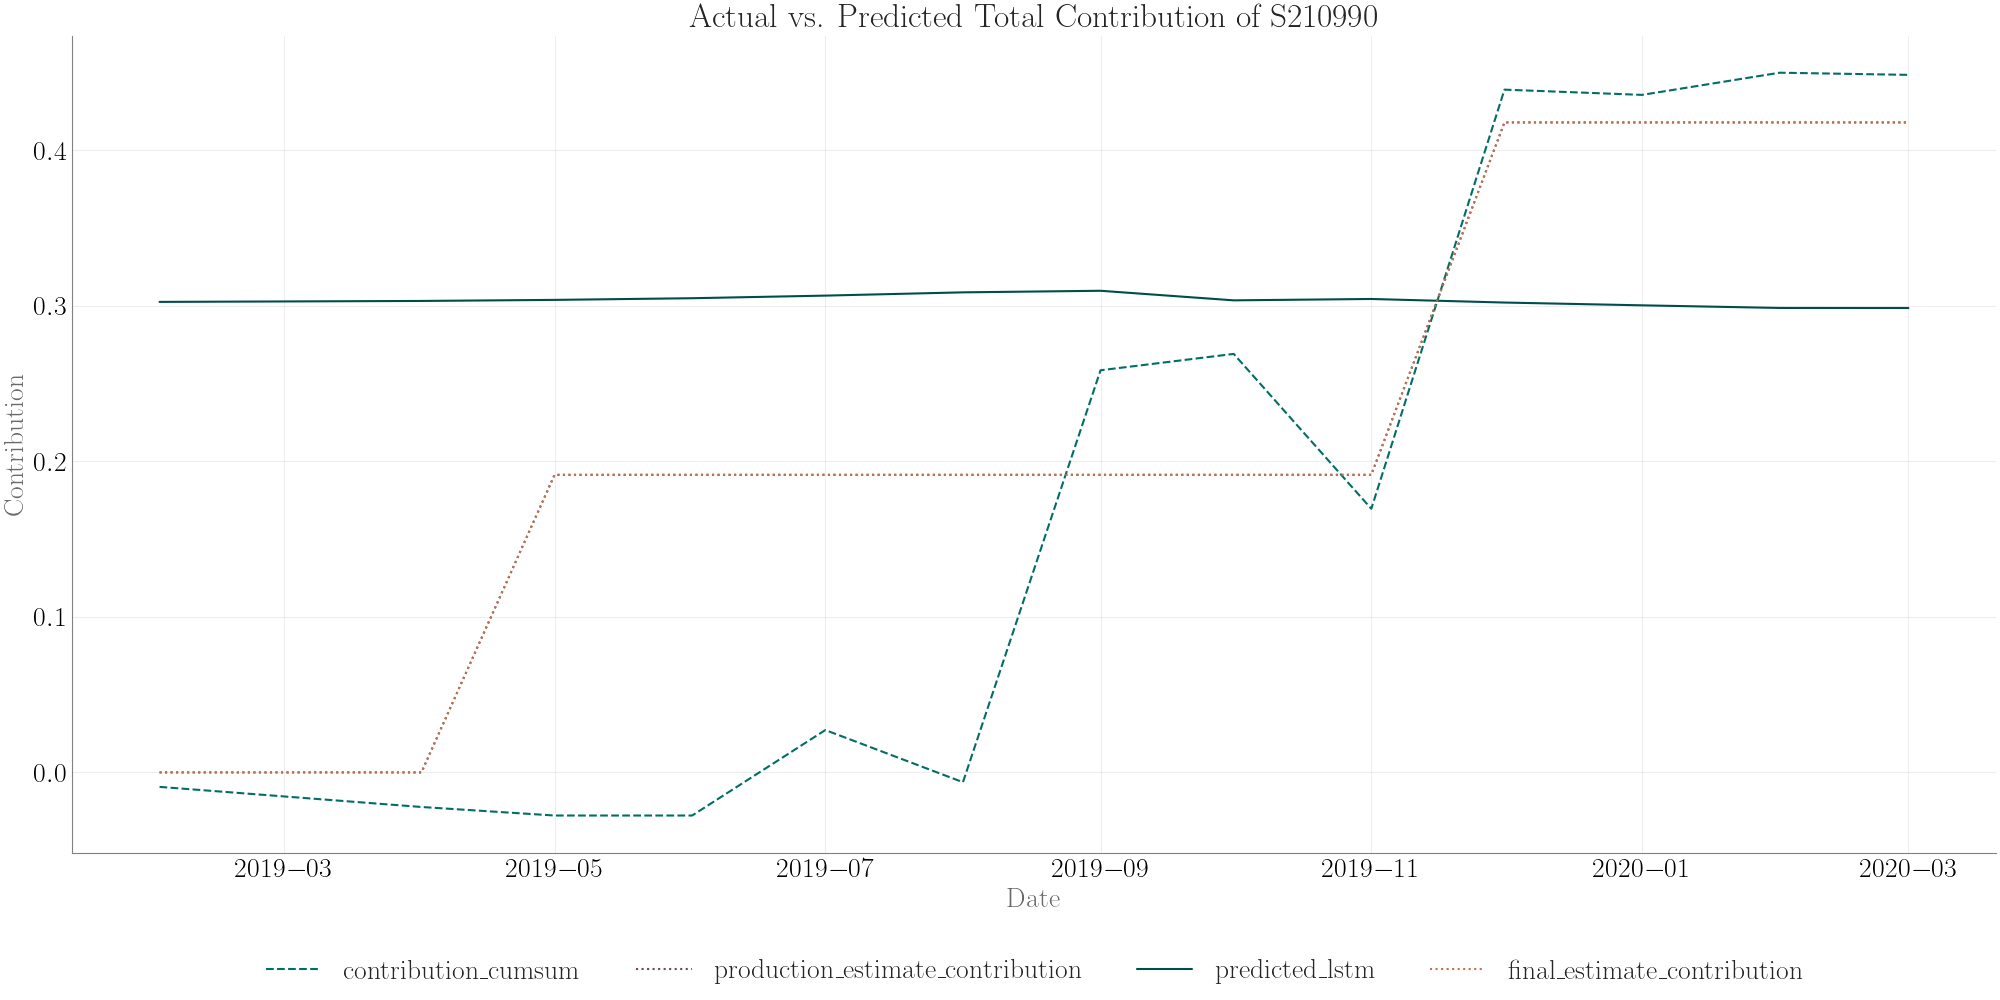 Actual vs. Predicted Total Contribution of S210990
0.4
0.3
0.2
0.1
0.0
Contribution
2019–03 2019–05 2019–07 2019–09 2019–11 2020–01 2020–03
Date
contribution_cumsum production_estimate_contribution predicted_lstm final_estimate_contribution